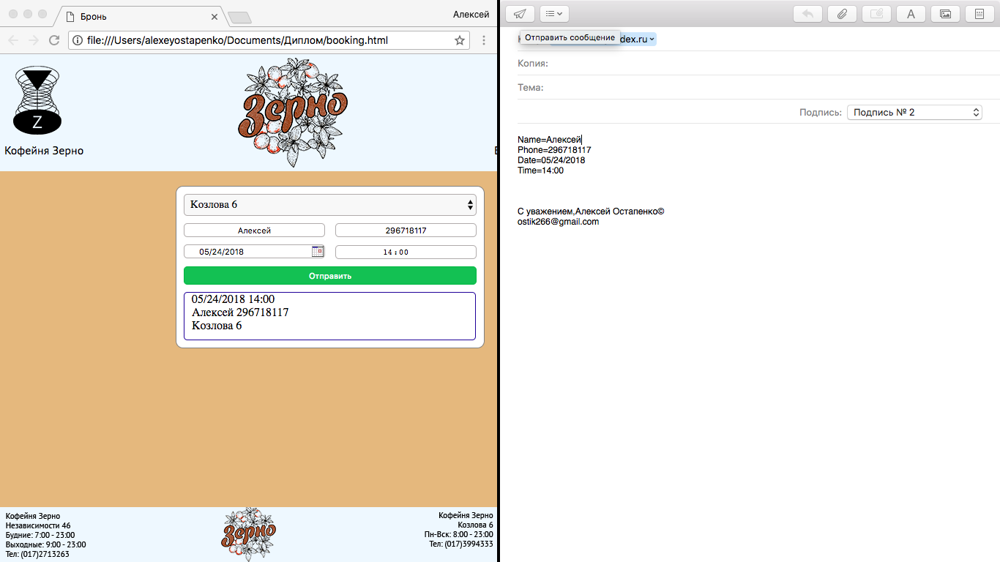 Бронь
Алексей
file:///Users/alexeyostapenko/Documents/Диплом/booking.html
Z
Кофейня Зерно
Зерно
Козлова 6
Алексей
296718117
05/24/2018
14:00
Отправить
05/24/2018 14:00
Алексей 296718117
Козлова 6
Кофейня Зерно
Независимости 46
Будние: 7:00 - 23:00
Выходные: 9:00 - 23:00
Тел: (017)2713263
Зерно
Кофейня Зерно
Козлова 6
Пн-Вск: 8:00 - 23:00
Тел: (017)3994333
A
Отправить сообщение
dex.ru
Копия:
Тема:
Подпись: Подпись № 2
Name=Алексей
Phone=296718117
Date=05/24/2018
Time=14:00
С уважением,Алексей Остапенко©
ostik266@gmail.com